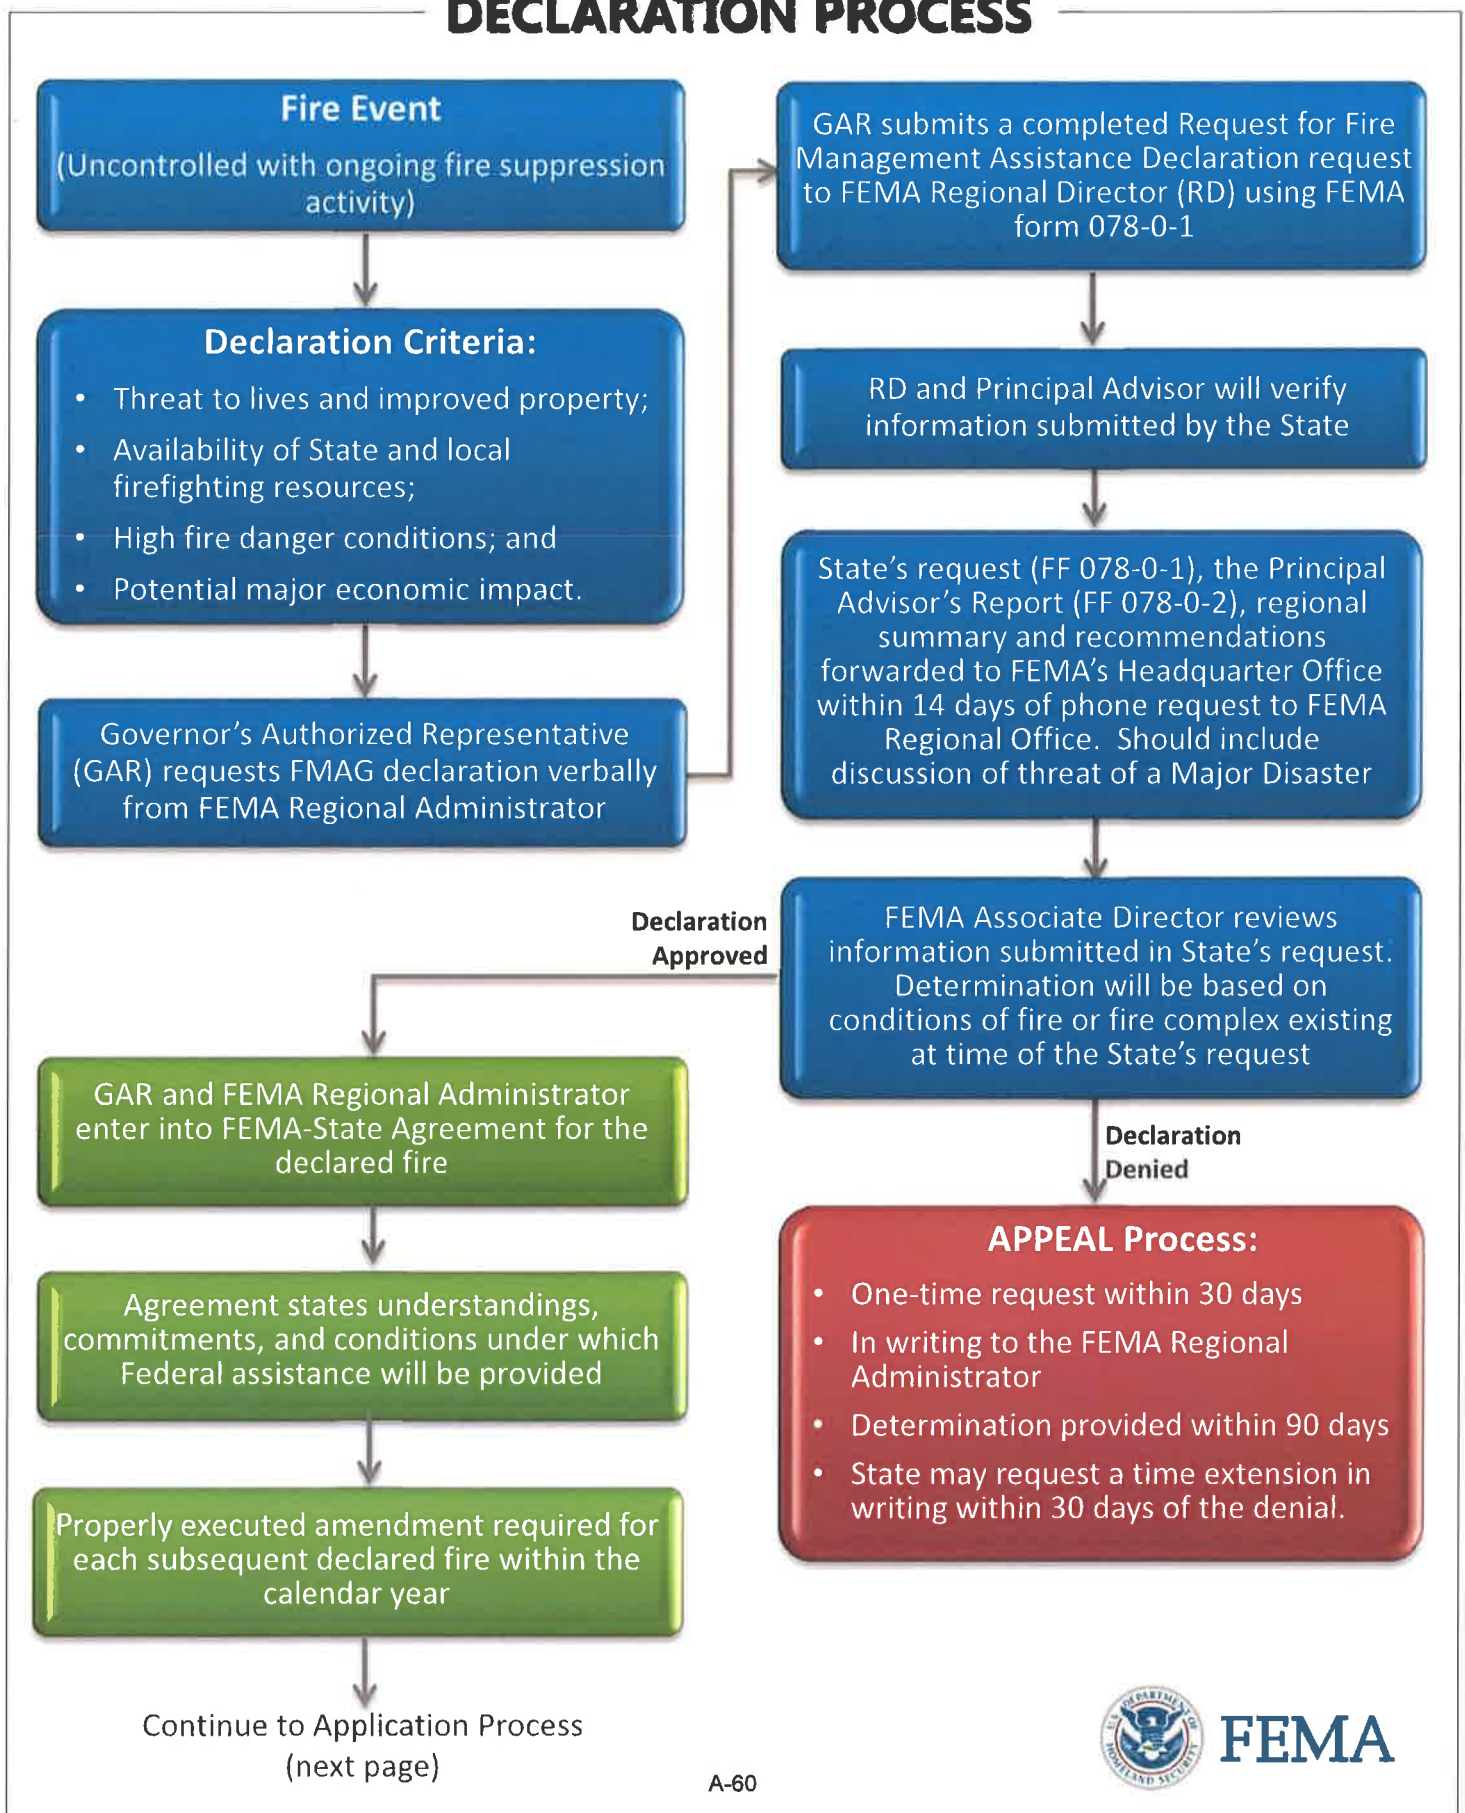 DECLARATION PROCESS
Fire Event
(Uncontrolled with ongoing fire suppression
activity)
Declaration Criteria:
• Threat to lives and improved property;
• Availability of State and local
firefighting resources;
• High fire danger conditions; and
• Potential major economic impact.
Governor's Authorized Representative
(GAR) requests FMAG declaration verbally
from FEMA Regional Administrator
GAR submits a completed Request for Fire
Management Assistance Declaration request
to FEMA Regional Director (RD) using FEMA
form 078-0-1
RD and Principal Advisor will verify
information submitted by the State
State's request (FF 078-0-1), the Principal
Advisor's Report (FF 078-0-2), regional
summary and recommendations
forwarded to FEMA's Headquarter Office
within 14 days of phone request to FEMA
Regional Office.  Should include
discussion of threat of a Major Disaster
FEMA Associate Director reviews
information submitted in State's request.
Determination will be based on
conditions of fire or fire complex existing
at time of the State's request
Declaration
Approved
GAR and FEMA Regional Administrator
enter into FEMA-State Agreement for the
declared fire
Agreement states understandings,
commitments, and conditions under which
Federal assistance will be provided
Properly executed amendment required for
each subsequent declared fire within the
calendar year
Continue to Application Process
(next page)
Declaration
Denied
APPEAL Process:
• One-time request within 30 days
• In writing to the FEMA Regional
Administrator
• Determination provided within 90 days
• State may request a time extension in
writing within 30 days of the denial.
U.S. DEPARTMENT OF
HOMELAND SECURITY
FEMA
A-60